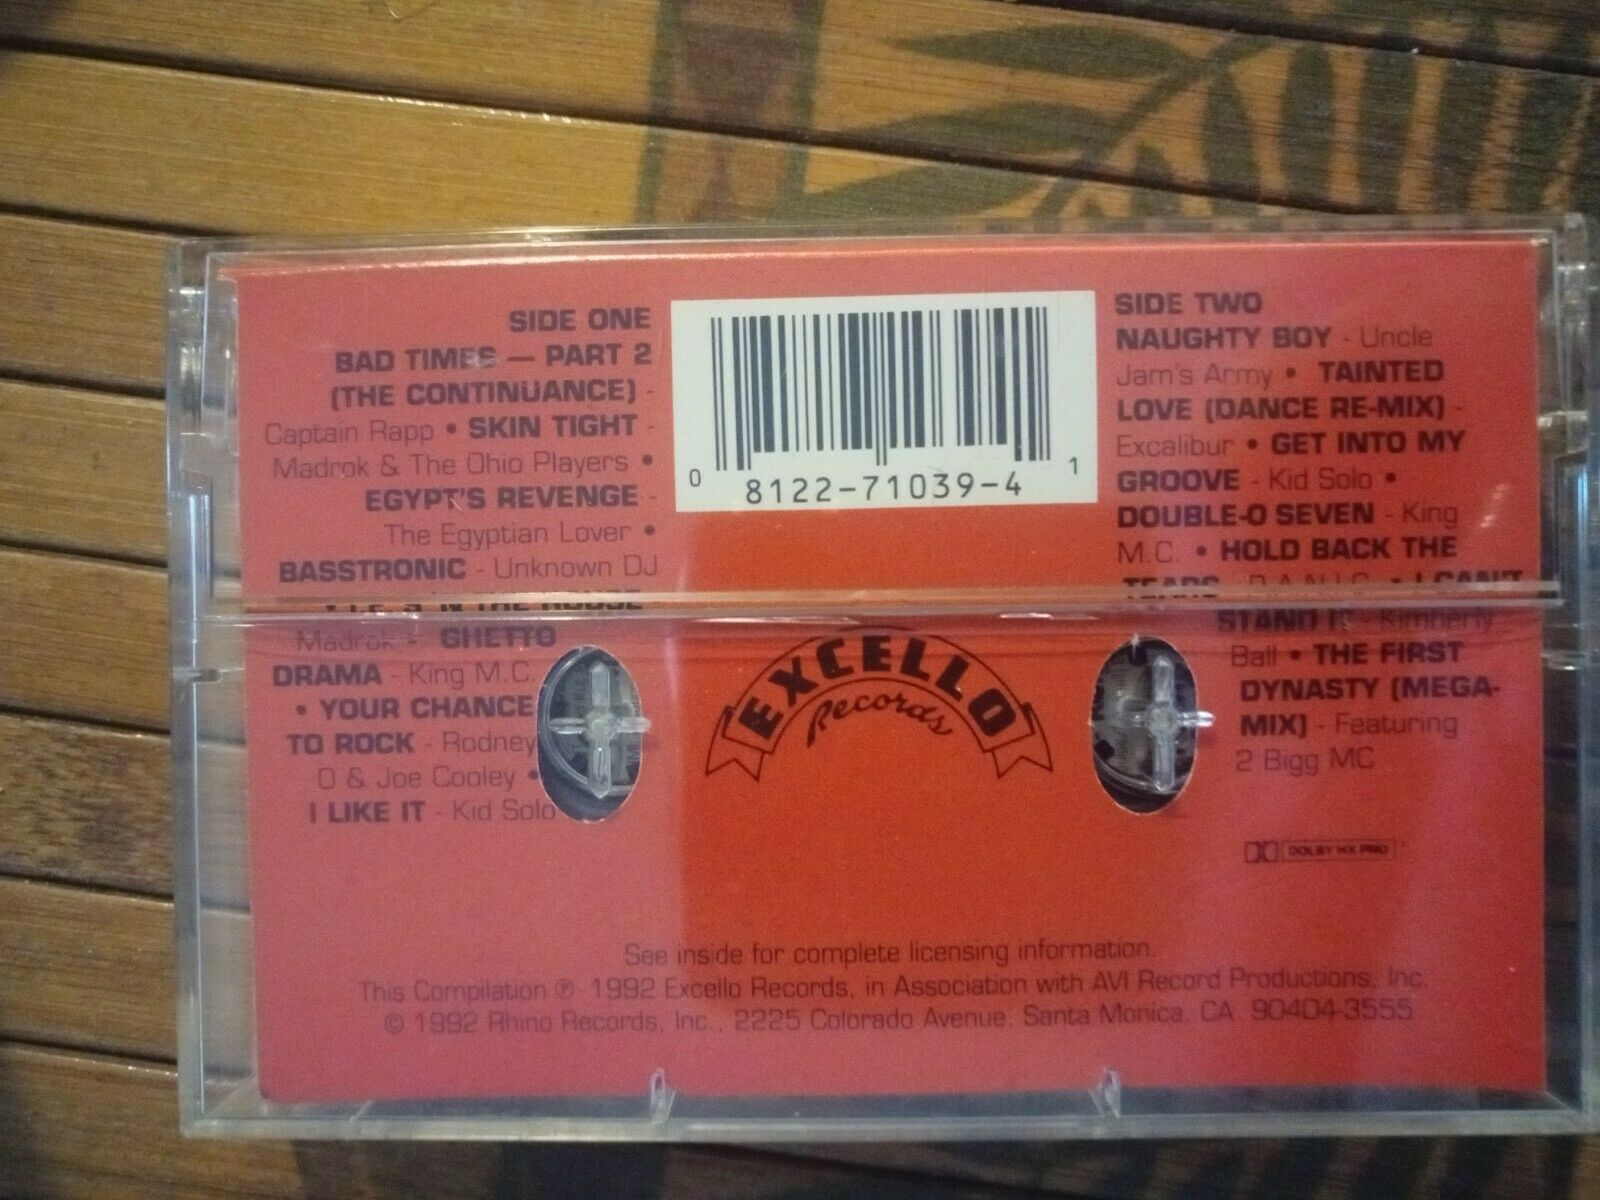 SIDE ONE
BAD TIMES — PART 2
(THE CONTINUANCE) -
Captain Rapp • SKIN TIGHT -
Madrok & The Ohio Players •
EGYPT'S REVENGE -
The Egyptian Lover •
BASSTRONIC - Unknown DJ
• IN THE HOUSE -
Madrok • GHETTO
DRAMA - King M.C.
• YOUR CHANCE
TO ROCK - Rodney
O & Joe Cooley •
I LIKE IT - Kid Solo
0 8122-71039-4 1
SIDE TWO
NAUGHTY BOY - Uncle
Jam's Army • TAINTED
LOVE (DANCE RE-MIX) -
Excalibur • GET INTO MY
GROOVE - Kid Solo •
DOUBLE-O SEVEN - King
M.C. • HOLD BACK THE
TEARS - P.A.N.I.C. • I CAN'T
STAND IT - Kimberly
Ball • THE FIRST
DYNASTY (MEGA-
MIX) - Featuring
2 Bigg MC
EXCELLO
Records
DOLBY HX PRO
See inside for complete licensing information.
This Compilation ℗ 1992 Excello Records, in Association with AVI Record Productions, Inc.
© 1992 Rhino Records, Inc., 2225 Colorado Avenue, Santa Monica, CA 90404-3555